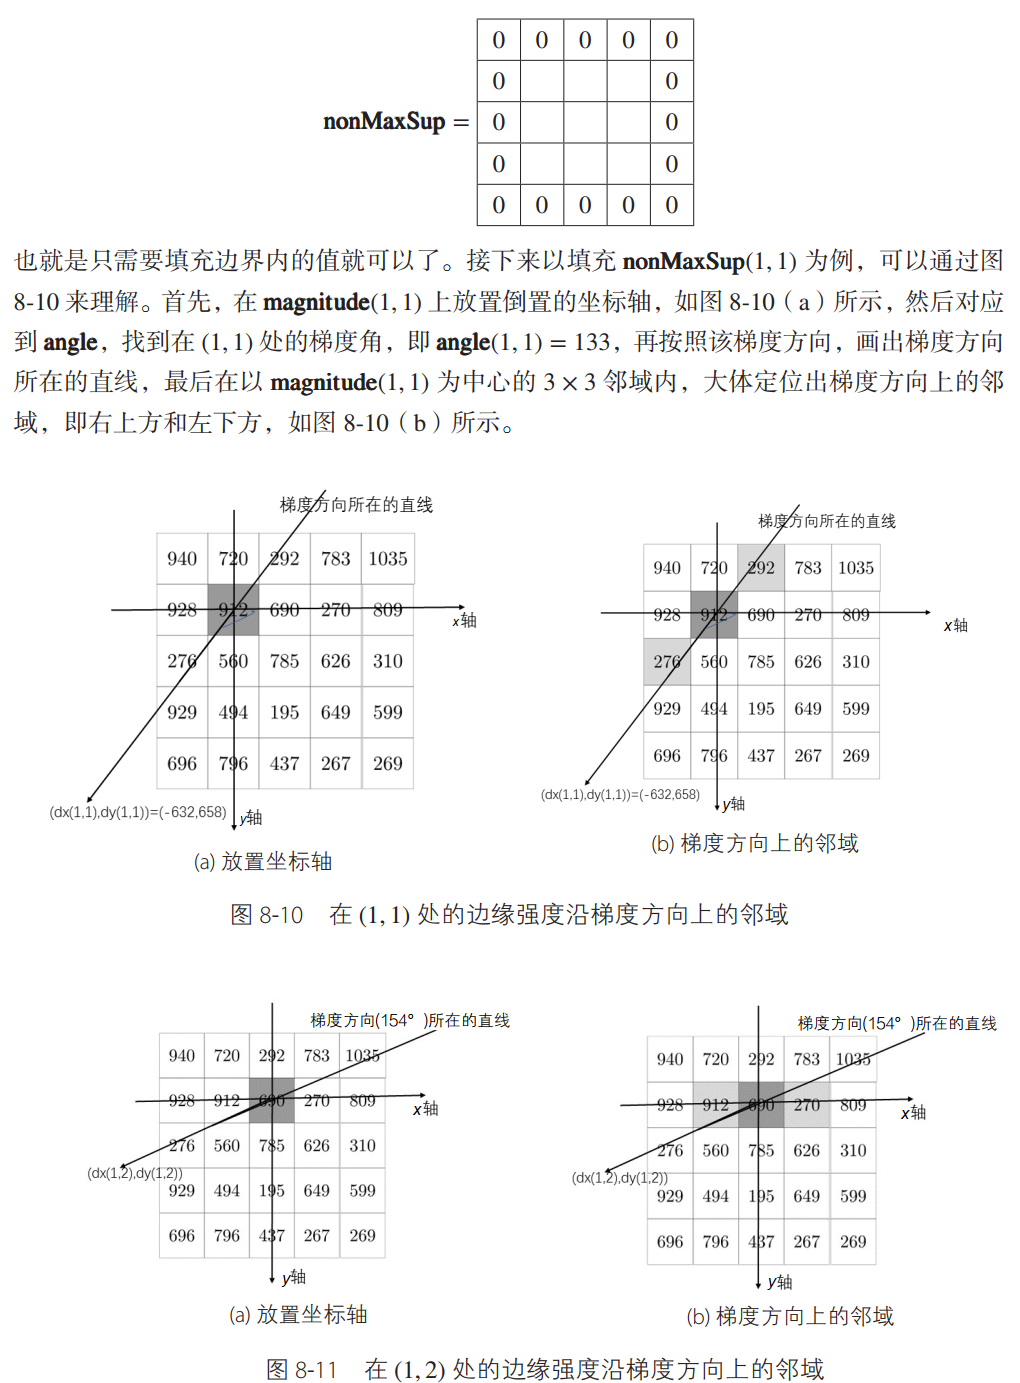 0 0 0 0 0
0 0
nonMaxSup = 0 0
0 0
0 0 0 0 0
也就是只需要填充边界内的值就可以了。接下来以填充 nonMaxSup(1, 1) 为例，可以通过图
8-10 来理解。首先，在 magnitude(1, 1) 上放置倒置的坐标轴，如图 8-10（a）所示，然后对应
到 angle，找到在 (1, 1) 处的梯度角，即 angle(1, 1) = 133，再按照该梯度方向，画出梯度方向
所在的直线，最后在以 magnitude(1, 1) 为中心的 3 × 3 邻域内，大体定位出梯度方向上的邻
域，即右上方和左下方，如图 8-10（b）所示。
梯度方向所在的直线
940 720 292 783 1035
928 912 690 270 809
x轴
276 560 785 626 310
929 494 195 649 599
696 796 437 267 269
(dx(1,1),dy(1,1))=(-632,658)
y轴
(a) 放置坐标轴
梯度方向所在的直线
940 720 292 783 1035
928 912 690 270 809
x轴
276 560 785 626 310
929 494 195 649 599
696 796 437 267 269
(dx(1,1),dy(1,1))=(-632,658)
y轴
(b) 梯度方向上的邻域
图 8-10 在 (1, 1) 处的边缘强度沿梯度方向上的邻域
梯度方向(154° )所在的直线
940 720 292 783 1035
928 912 690 270 809
x轴
276 560 785 626 310
(dx(1,2),dy(1,2))
929 494 195 649 599
696 796 437 267 269
y轴
(a) 放置坐标轴
梯度方向(154° )所在的直线
940 720 292 783 1035
928 912 690 270 809
x轴
276 560 785 626 310
(dx(1,2),dy(1,2))
929 494 195 649 599
696 796 437 267 269
y轴
(b) 梯度方向上的邻域
图 8-11 在 (1, 2) 处的边缘强度沿梯度方向上的邻域